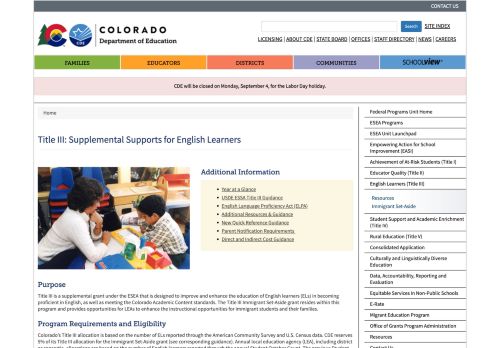 CONTACT US
COLORADO
Department of Education
CDE
Search
SITE INDEX
LICENSING | ABOUT CDE | STATE BOARD | OFFICES | STAFF DIRECTORY | NEWS | CAREERS
FAMILIES
EDUCATORS
DISTRICTS
COMMUNITIES
SCHOOLVIEW
CDE will be closed on Monday, September 4, for the Labor Day holiday.
Home
Title III: Supplemental Supports for English Learners
Additional Information
Year at a Glance
USDE ESSA Title III Guidance
English Language Proficiency Act (ELPA)
Additional Resources & Guidance
New Quick Reference Guidance
Parent Notification Requirements
Direct and Indirect Cost Guidance
Purpose
Title III is a supplemental grant under the ESEA that is designed to improve and enhance the education of English learners (ELs) in becoming
proficient in English, as well as meeting the Colorado Academic Content standards. The Title III Immigrant Set-Aside grant resides within this
program and provides opportunities for LEAs to enhance the instructional opportunities for immigrant students and their families.
Program Requirements and Eligibility
Colorado's Title III allocation is based on the number of ELs reported through the American Community Survey and U.S. Census data. CDE reserves
9% of its Title III allocation for the Immigrant Set-Aside grant (see corresponding guidance). Annual local education agency (LEA), including district
Federal Programs Unit Home
ESEA Programs
ESEA Unit Launchpad
Empowering Action for School
Improvement (EASI)
Achievement of At-Risk Students (Title I)
Educator Quality (Title II)
English Learners (Title III)
Resources
Immigrant Set-Aside
Student Support and Academic Enrichment
(Title IV)
Rural Education (Title V)
Consolidated Application
Culturally and Linguistically Diverse
Education
Data, Accountability, Reporting and
Evaluation
Equitable Services in Non-Public Schools
E-Rate
Migrant Education Program
Office of Grants Program Administration
Resources
Contact Us